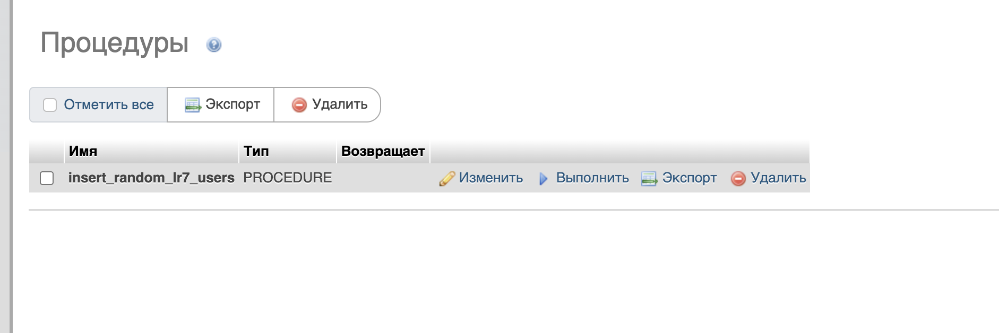 Процедуры
Отметить все Экспорт Удалить
Имя Тип Возвращает
insert_random_lr7_users PROCEDURE Изменить Выполнить Экспорт Удалить